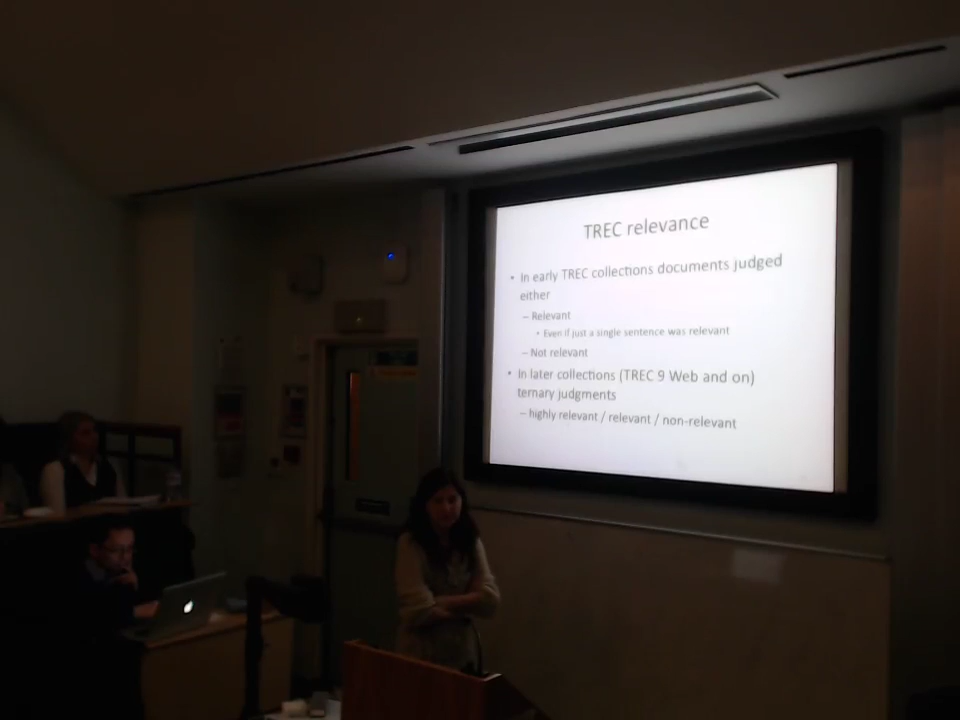 TREC relevance
• In early TREC collections documents judged
either
– Relevant
• Even if just a single sentence was relevant
– Not relevant
• In later collections (TREC 9 Web and on)
ternary judgments
– highly relevant / relevant / non-relevant